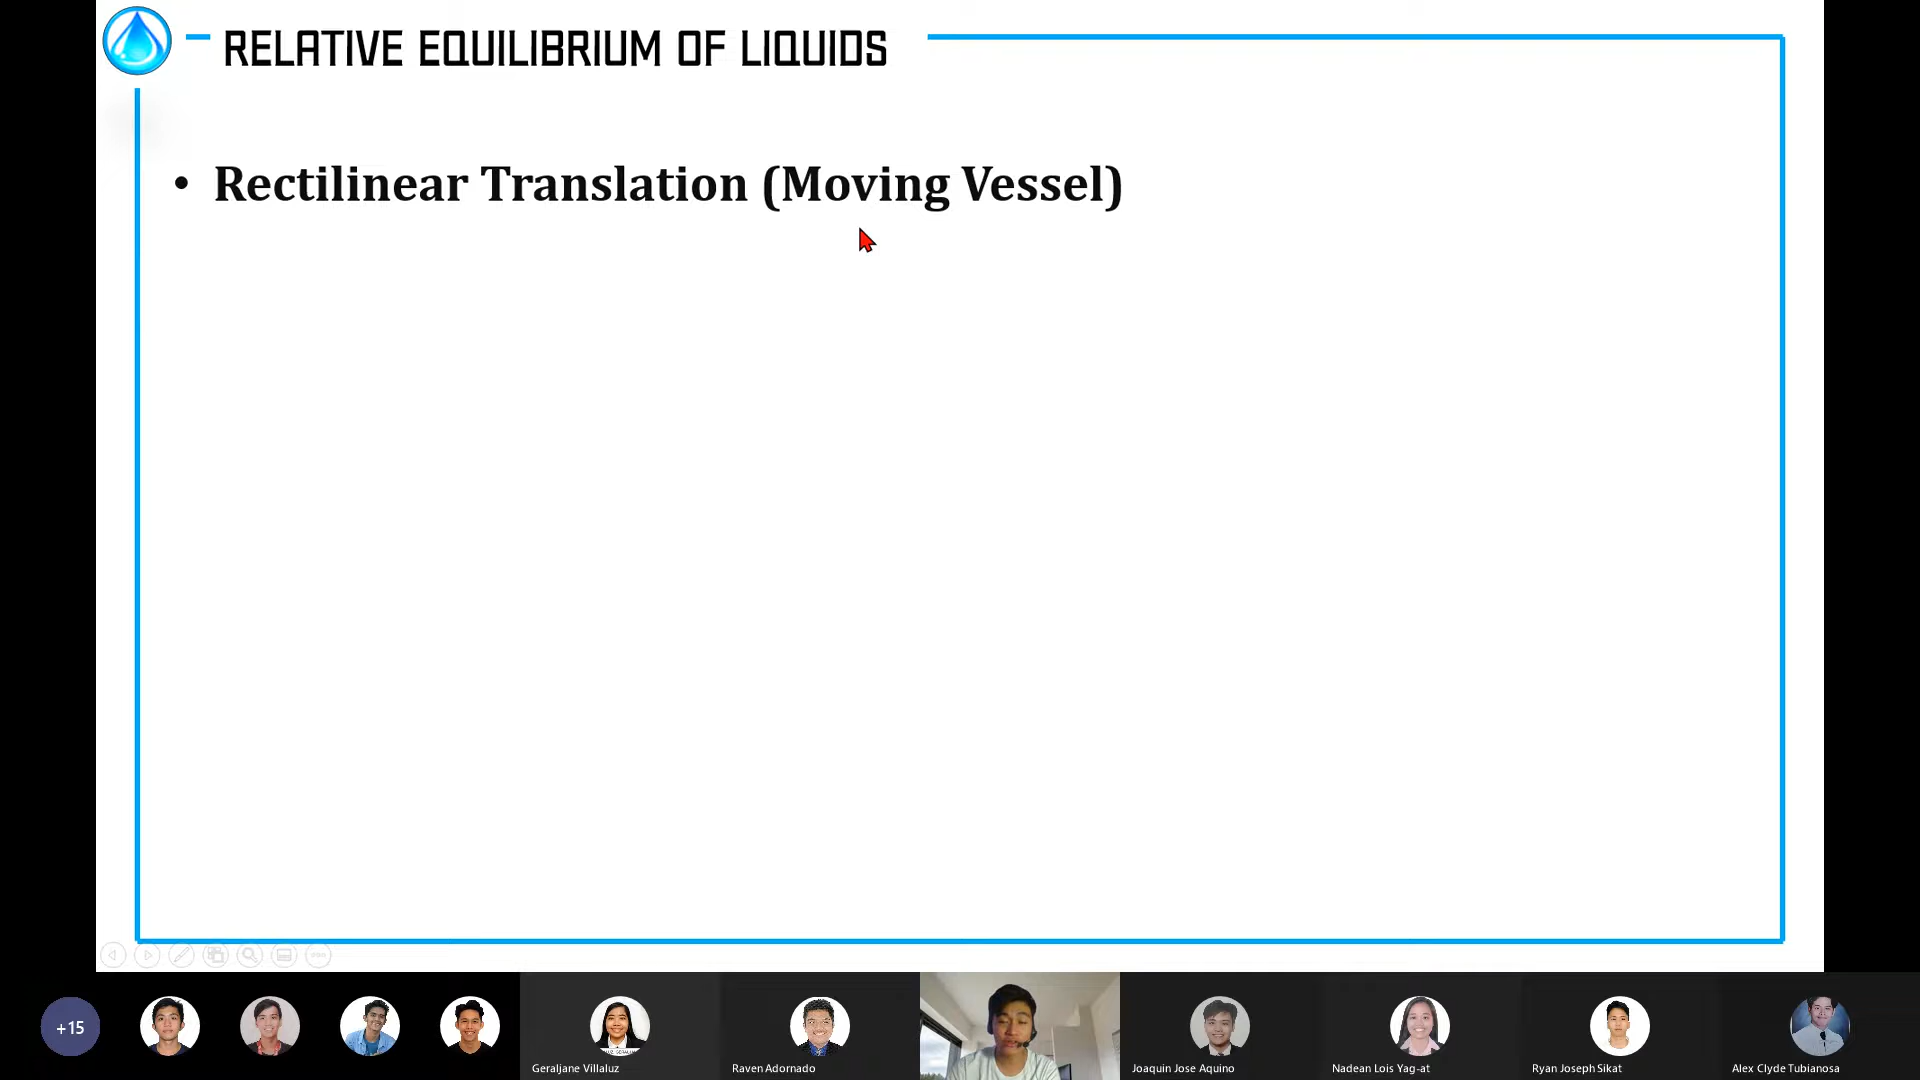 RELATIVE EQUILIBRIUM OF LIQUIDS
• Rectilinear Translation (Moving Vessel)
+15
Geraljane Villaluz
Raven Adornado
Joaquin Jose Aquino
Nadean Lois Yag-at
Ryan Joseph Sikat
Alex Clyde Tubianosa